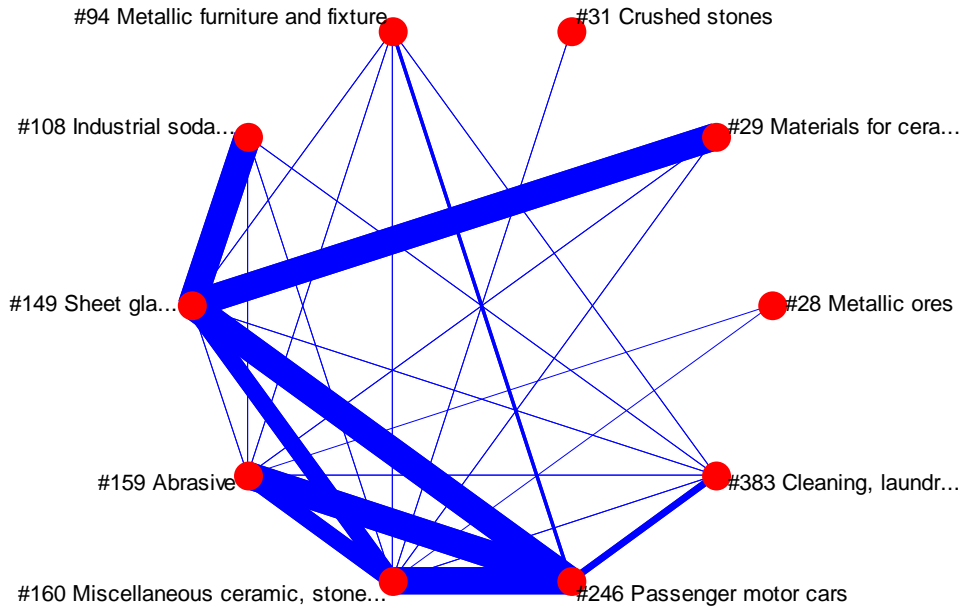 #94 Metallic furniture and fixture
#31 Crushed stones
#108 Industrial soda...
#29 Materials for cera...
#149 Sheet gla...
#28 Metallic ores
#159 Abrasive
#383 Cleaning, laundr...
#160 Miscellaneous ceramic, stone...
#246 Passenger motor cars